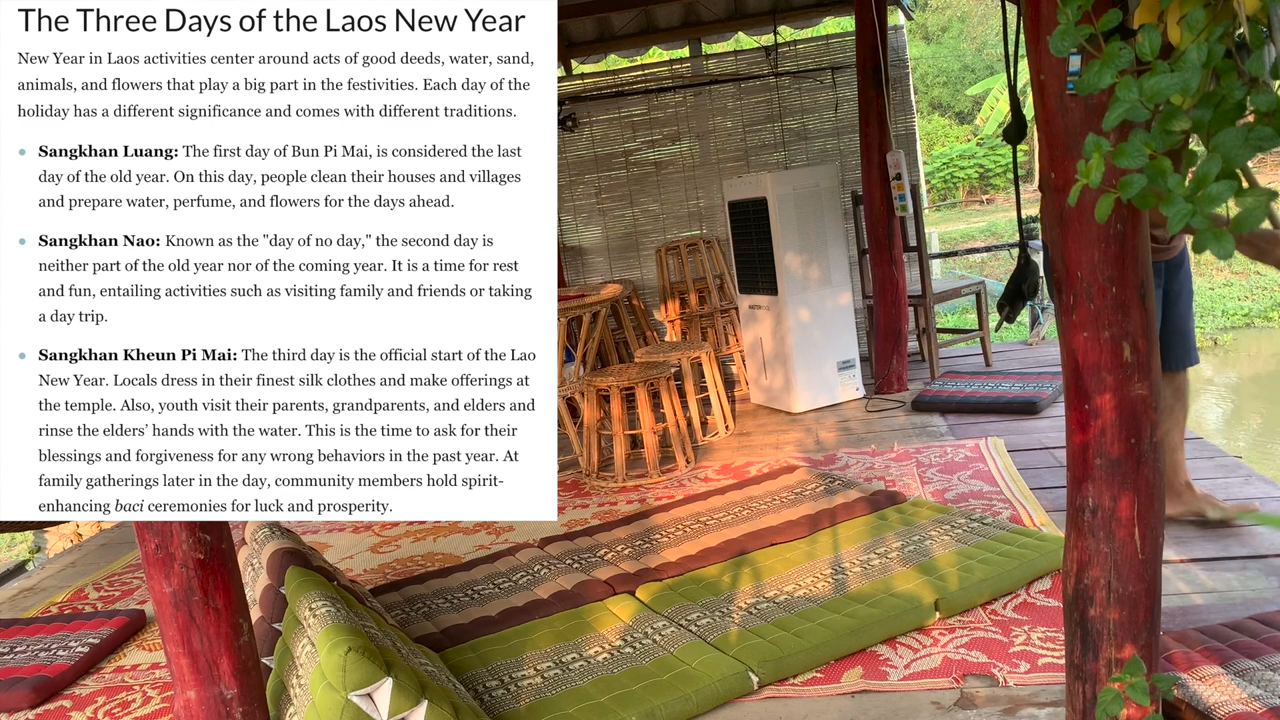 The Three Days of the Laos New Year
New Year in Laos activities center around acts of good deeds, water, sand,
animals, and flowers that play a big part in the festivities. Each day of the
holiday has a different significance and comes with different traditions.
Sangkhan Luang: The first day of Bun Pi Mai, is considered the last
day of the old year. On this day, people clean their houses and villages
and prepare water, perfume, and flowers for the days ahead.
Sangkhan Nao: Known as the "day of no day," the second day is
neither part of the old year nor of the coming year. It is a time for rest
and fun, entailing activities such as visiting family and friends or taking
a day trip.
Sangkhan Kheun Pi Mai: The third day is the official start of the Lao
New Year. Locals dress in their finest silk clothes and make offerings at
the temple. Also, youth visit their parents, grandparents, and elders and
rinse the elders’ hands with the water. This is the time to ask for their
blessings and forgiveness for any wrong behaviors in the past year. At
family gatherings later in the day, community members hold spirit-
enhancing baci ceremonies for luck and prosperity.